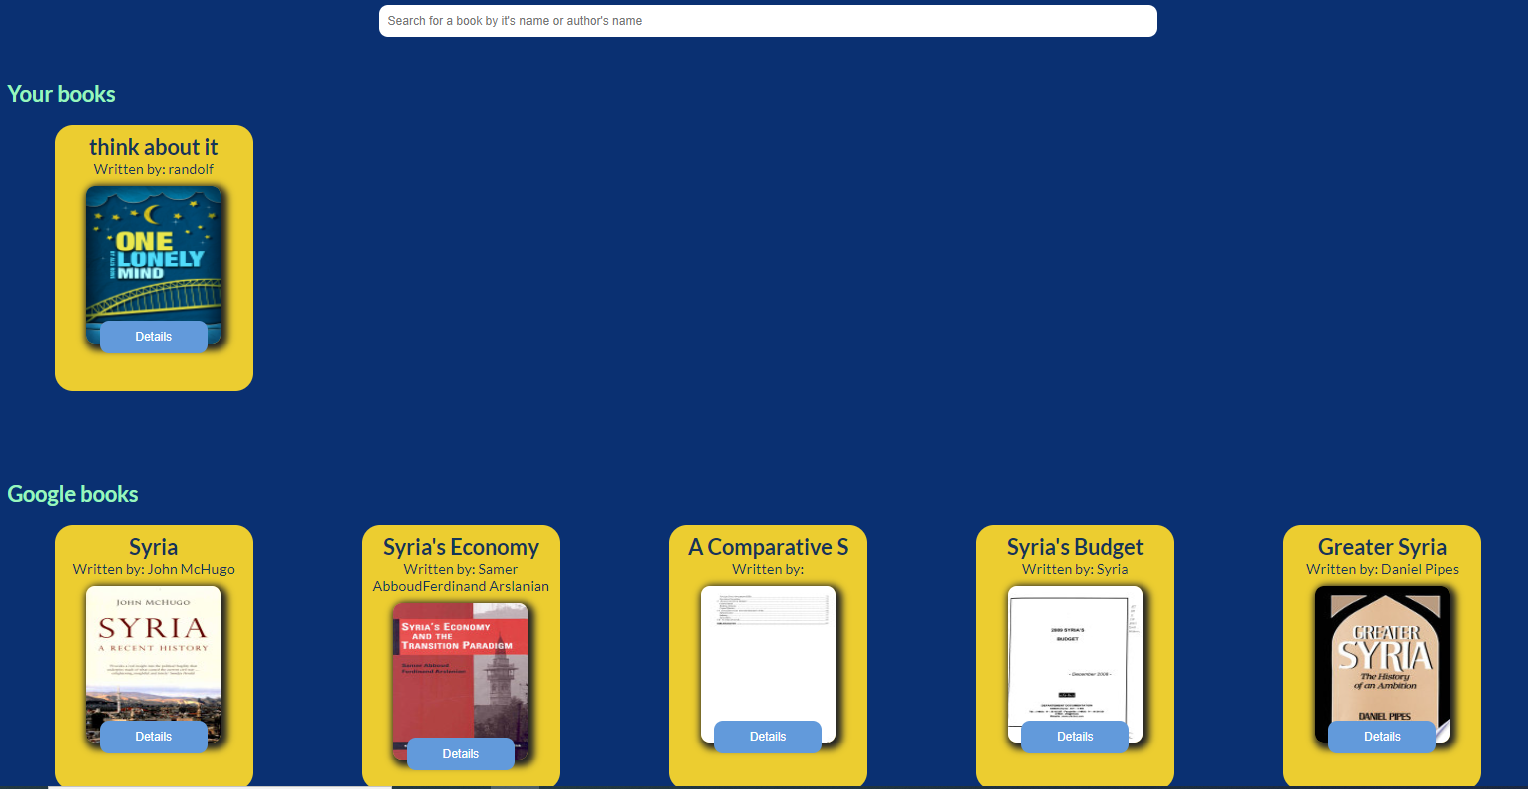 Search for a book by it's name or author's name
Your books
think about it
Written by: randolf
ONE
LONELY
MIND
Details
Google books
Syria
Written by: John McHugo
JOHN MCHUGO
SYRIA
A RECENT HISTORY
Details
Syria's Economy
Written by: Samer
AbboudFerdinand Arslanian
SYRIA'S ECONOMY
AND THE
TRANSITION PARADIGM
Samer Abboud
Ferdinand Arslanian
Details
A Comparative S
Written by:
Details
Syria's Budget
Written by: Syria
2009 SYRIA'S
BUDGET
Details
Greater Syria
Written by: Daniel Pipes
GREATER
SYRIA
The History
of an Ambition
DANIEL PIPES
Details